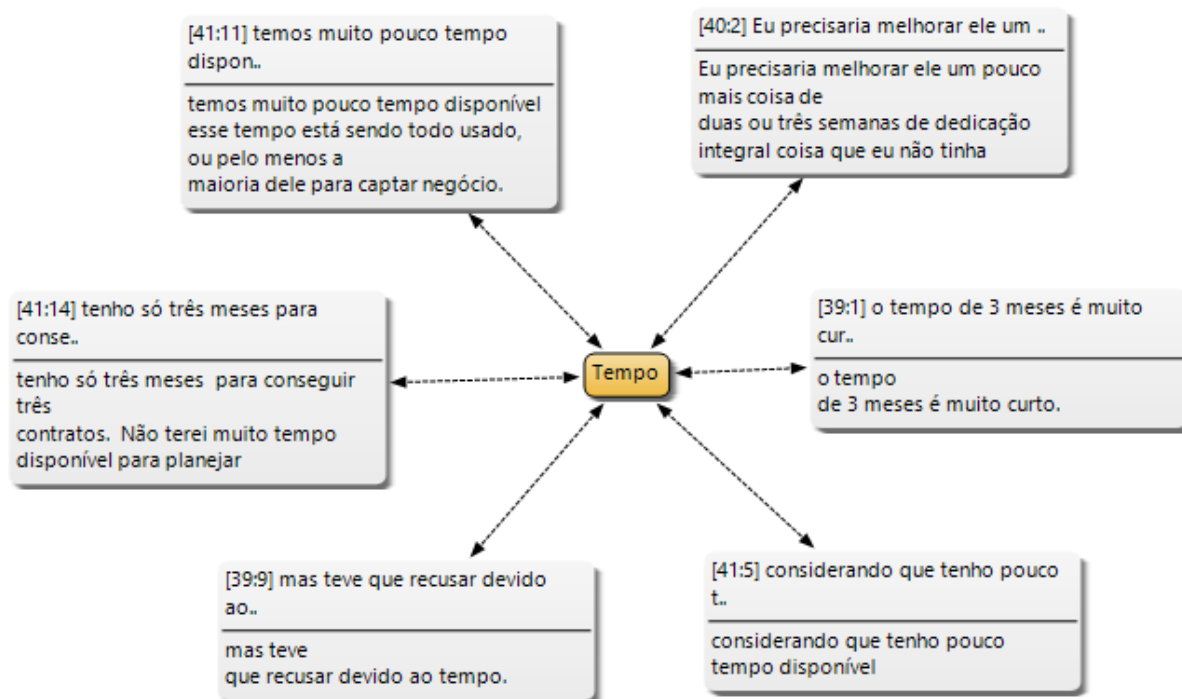 [41:11] temos muito pouco tempo
dispon..
temos muito pouco tempo disponível
esse tempo está sendo todo usado,
ou pelo menos a
maioria dele para captar negócio.
[40:2] Eu precisaria melhorar ele um ..
Eu precisaria melhorar ele um pouco
mais coisa de
duas ou três semanas de dedicação
integral coisa que eu não tinha
[41:14] tenho só três meses para
conse..
tenho só três meses  para conseguir
três
contratos.  Não terei muito tempo
disponível para planejar
Tempo
[39:1] o tempo de 3 meses é muito
cur..
o tempo
de 3 meses é muito curto.
[39:9] mas teve que recusar devido
ao..
mas teve
que recusar devido ao tempo.
[41:5] considerando que tenho pouco
t..
considerando que tenho pouco
tempo disponível